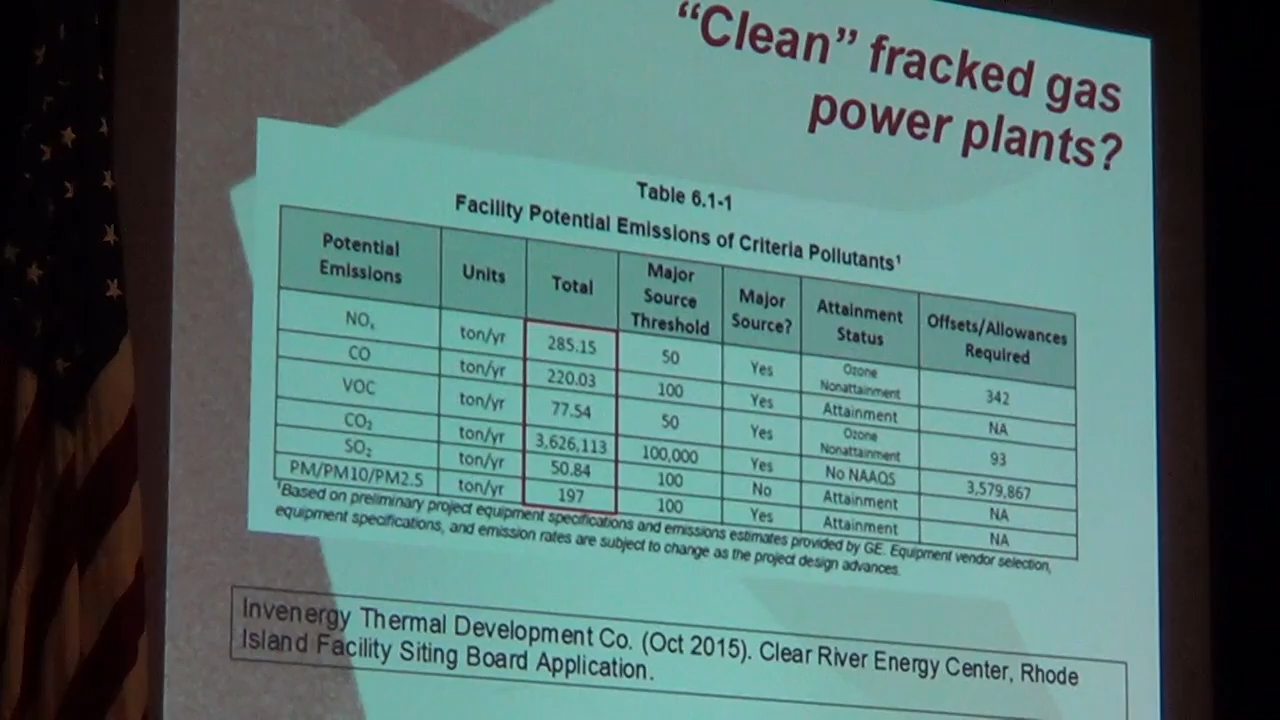 “Clean” fracked gas
power plants?
Table 6.1-1
Facility Potential Emissions of Criteria Pollutants¹
Potential Emissions | Units | Total | Major Source Threshold | Major Source? | Attainment Status | Offsets/Allowances Required
NOₓ | ton/yr | 285.15 | 50 | Yes | Ozone Nonattainment | 342
CO | ton/yr | 220.03 | 100 | Yes | Attainment | NA
VOC | ton/yr | 77.54 | 50 | Yes | Ozone Nonattainment | 93
CO₂ | ton/yr | 3,626,113 | 100,000 | Yes | No NAAQS | 3,579,867
SO₂ | ton/yr | 50.84 | 100 | No | Attainment | NA
PM/PM10/PM2.5 | ton/yr | 197 | 100 | Yes | Attainment | NA
¹Based on preliminary project equipment specifications and emissions estimates provided by GE. Equipment vendor selection,
equipment specifications, and emission rates are subject to change as the project design advances.
Invenergy Thermal Development Co. (Oct 2015). Clear River Energy Center, Rhode
Island Facility Siting Board Application.